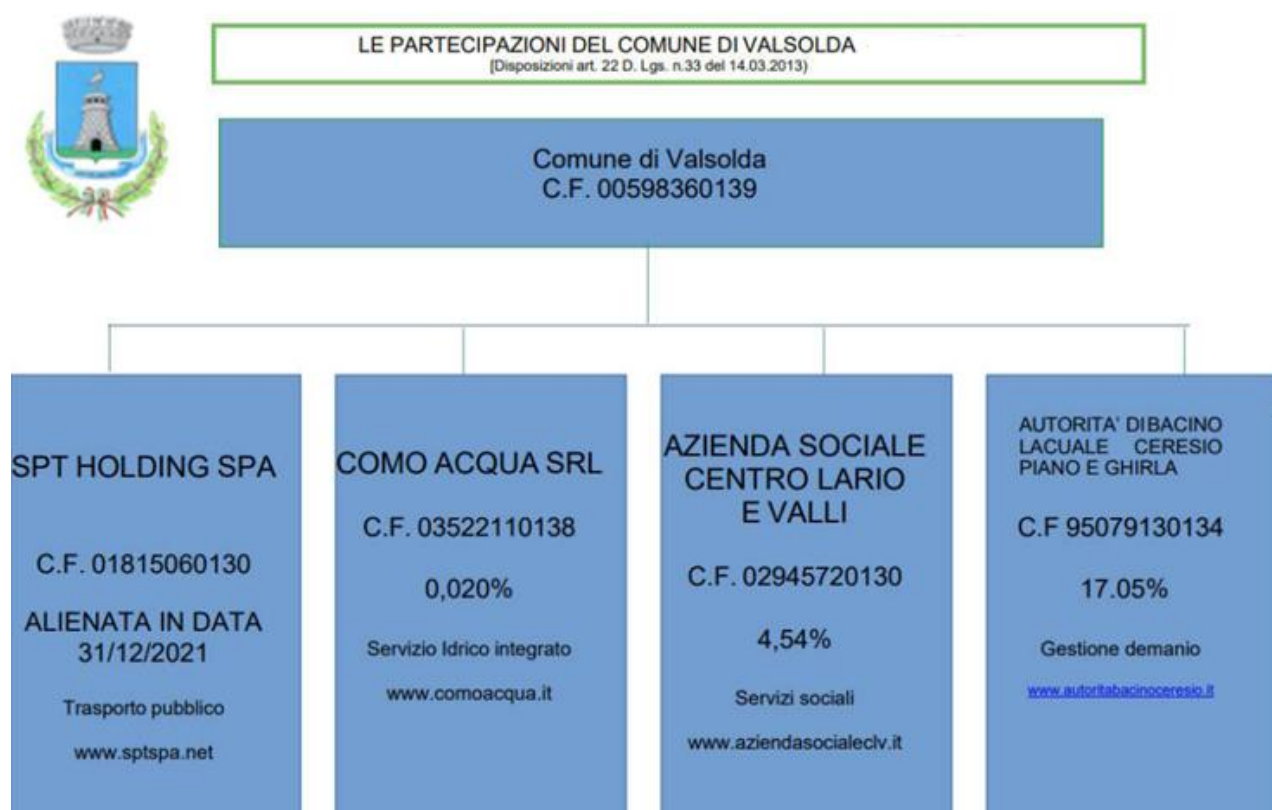 LE PARTECIPAZIONI DEL COMUNE DI VALSOLDA
[Disposizioni art. 22 D. Lgs. n.33 del 14.03.2013)
Comune di Valsolda
C.F. 00598360139
SPT HOLDING SPA
C.F. 01815060130
ALIENATA IN DATA
31/12/2021
Trasporto pubblico
www.sptspa.net
COMO ACQUA SRL
C.F. 03522110138
0,020%
Servizio Idrico integrato
www.comoacqua.it
AZIENDA SOCIALE
CENTRO LARIO
E VALLI
C.F. 02945720130
4,54%
Servizi sociali
www.aziendasocialeclv.it
AUTORITA' DIBACINO
LACUALE CERESIO
PIANO E GHIRLA
C.F 95079130134
17.05%
Gestione demanio
www.autoritabacinoceresio.it